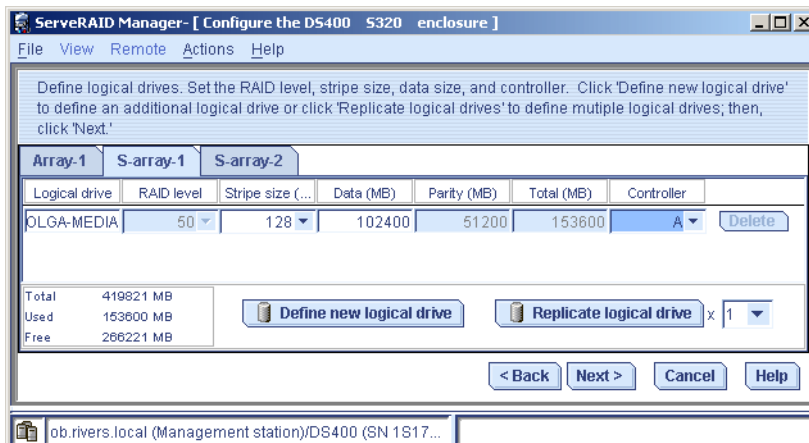 ServeRAID Manager- [ Configure the DS400 S320 enclosure ]
File View Remote Actions Help
Define logical drives. Set the RAID level, stripe size, data size, and controller. Click 'Define new logical drive'
to define an additional logical drive or click 'Replicate logical drives' to define mutiple logical drives; then,
click 'Next.'
Array-1 S-array-1 S-array-2
Logical drive RAID level Stripe size (... Data (MB) Parity (MB) Total (MB) Controller
OLGA-MEDIA 50 128 102400 51200 153600 A Delete
Total 419821 MB
Used 153600 MB
Free 266221 MB
Define new logical drive Replicate logical drive x 1
< Back Next > Cancel Help
ob.rivers.local (Management station)/DS400 (SN 1S17...